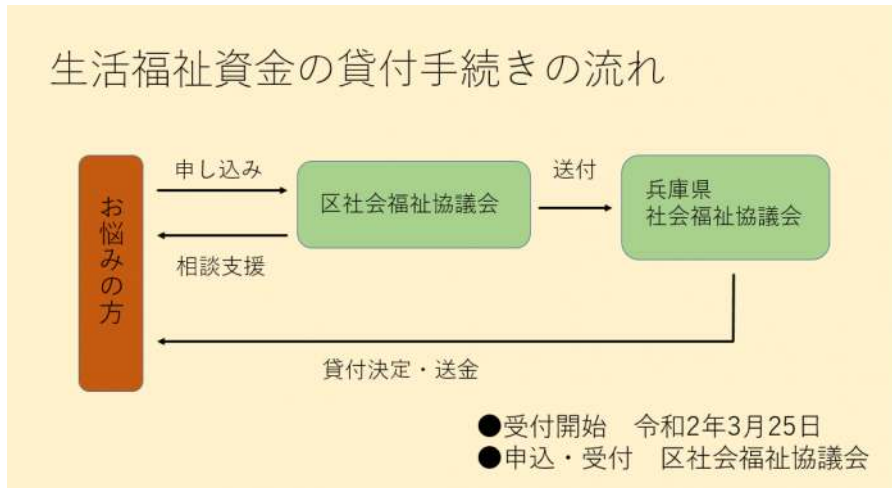 生活福祉資金の貸付手続きの流れ
お悩みの方
申し込み
相談支援
区社会福祉協議会
送付
兵庫県
社会福祉協議会
貸付決定・送金
●受付開始　令和2年3月25日
●申込・受付　区社会福祉協議会